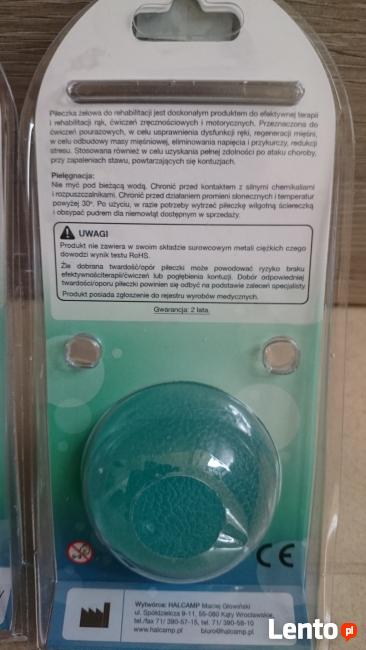 Piłeczka żelowa do rehabilitacji jest doskonałym produktem do efektywnej terapii
i rehabilitacji rąk, ćwiczeń zręcznościowych i motorycznych. Przeznaczona do
ćwiczeń pourazowych, w celu usprawnienia dysfunkcji ręki, regeneracji mięśni,
w celu odbudowy masy mięśniowej, eliminowania napięcia i przykurczy, redukcji
stresu. Stosowana również w celu uzyskania pełnej zdolności po ataku choroby,
przy zapaleniach stawu, powtarzających się kontuzjach.
Pielęgnacja:
Nie myć pod bieżącą wodą. Chronić przed kontaktem z silnymi chemikaliami
i rozpuszczalnikami. Chronić przed działaniem promieni słonecznych i temperatur
powyżej 30º. Po użyciu, w razie potrzeby wytrzeć piłeczkę wilgotną ściereczką
i obsypać pudrem dla niemowląt dostępnym w sprzedaży.
UWAGI
Produkt nie zawiera w swoim składzie surowcowym metali ciężkich czego
dowodzi wynik testu RoHS.
Źle dobrana twardość/opór piłeczki może powodować ryzyko braku
efektywnościterapii/ćwiczeń lub pogłębienia kontuzji. Dobór odpowiedniej
twardości/oporu piłeczki powinien się odbyć na podstawie zaleceń specjalisty.
Produkt posiada zgłoszenie do rejestru wyrobów medycznych.
Gwarancja: 2 lata.
0-3
CE
Wytwórca: HALCAMP Maciej Głowiński
ul. Spółdzielcza 9-11, 55-080 Kąty Wrocławskie,
tel./fax 71/ 390-57-15, tel. 71/ 390-58-10
www.halcamp.pl biuro@halcamp.pl
Lento.pl